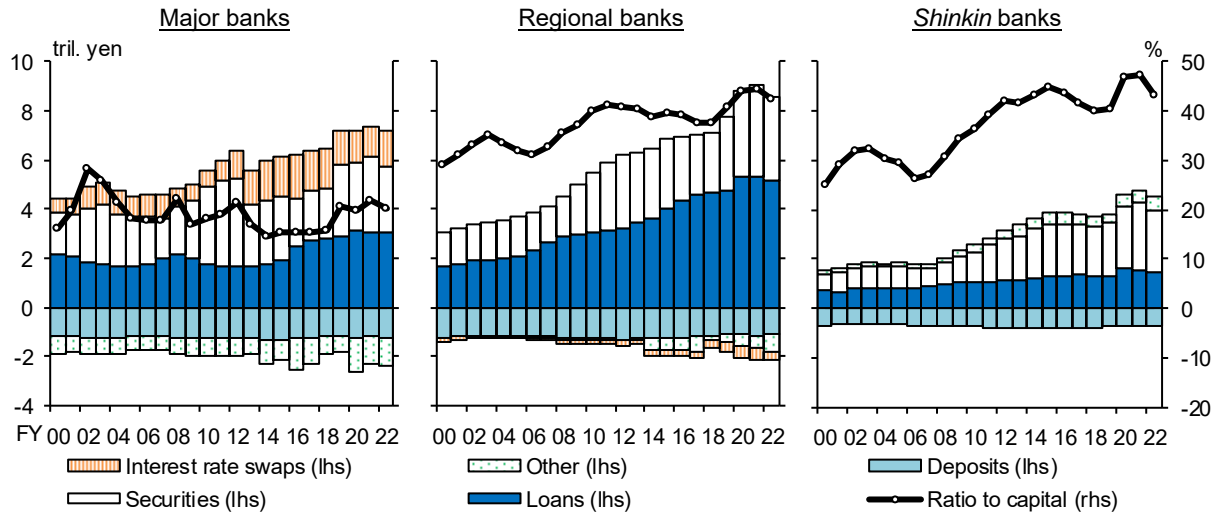 Major banks
Regional banks
Shinkin banks
tril. yen
%
10
8
6
4
2
0
-2
-4
50
40
30
20
10
0
-10
-20
FY 00 02 04 06 08 10 12 14 16 18 20 22
00 02 04 06 08 10 12 14 16 18 20 22
00 02 04 06 08 10 12 14 16 18 20 22
Interest rate swaps (lhs)
Other (lhs)
Deposits (lhs)
Securities (lhs)
Loans (lhs)
Ratio to capital (rhs)